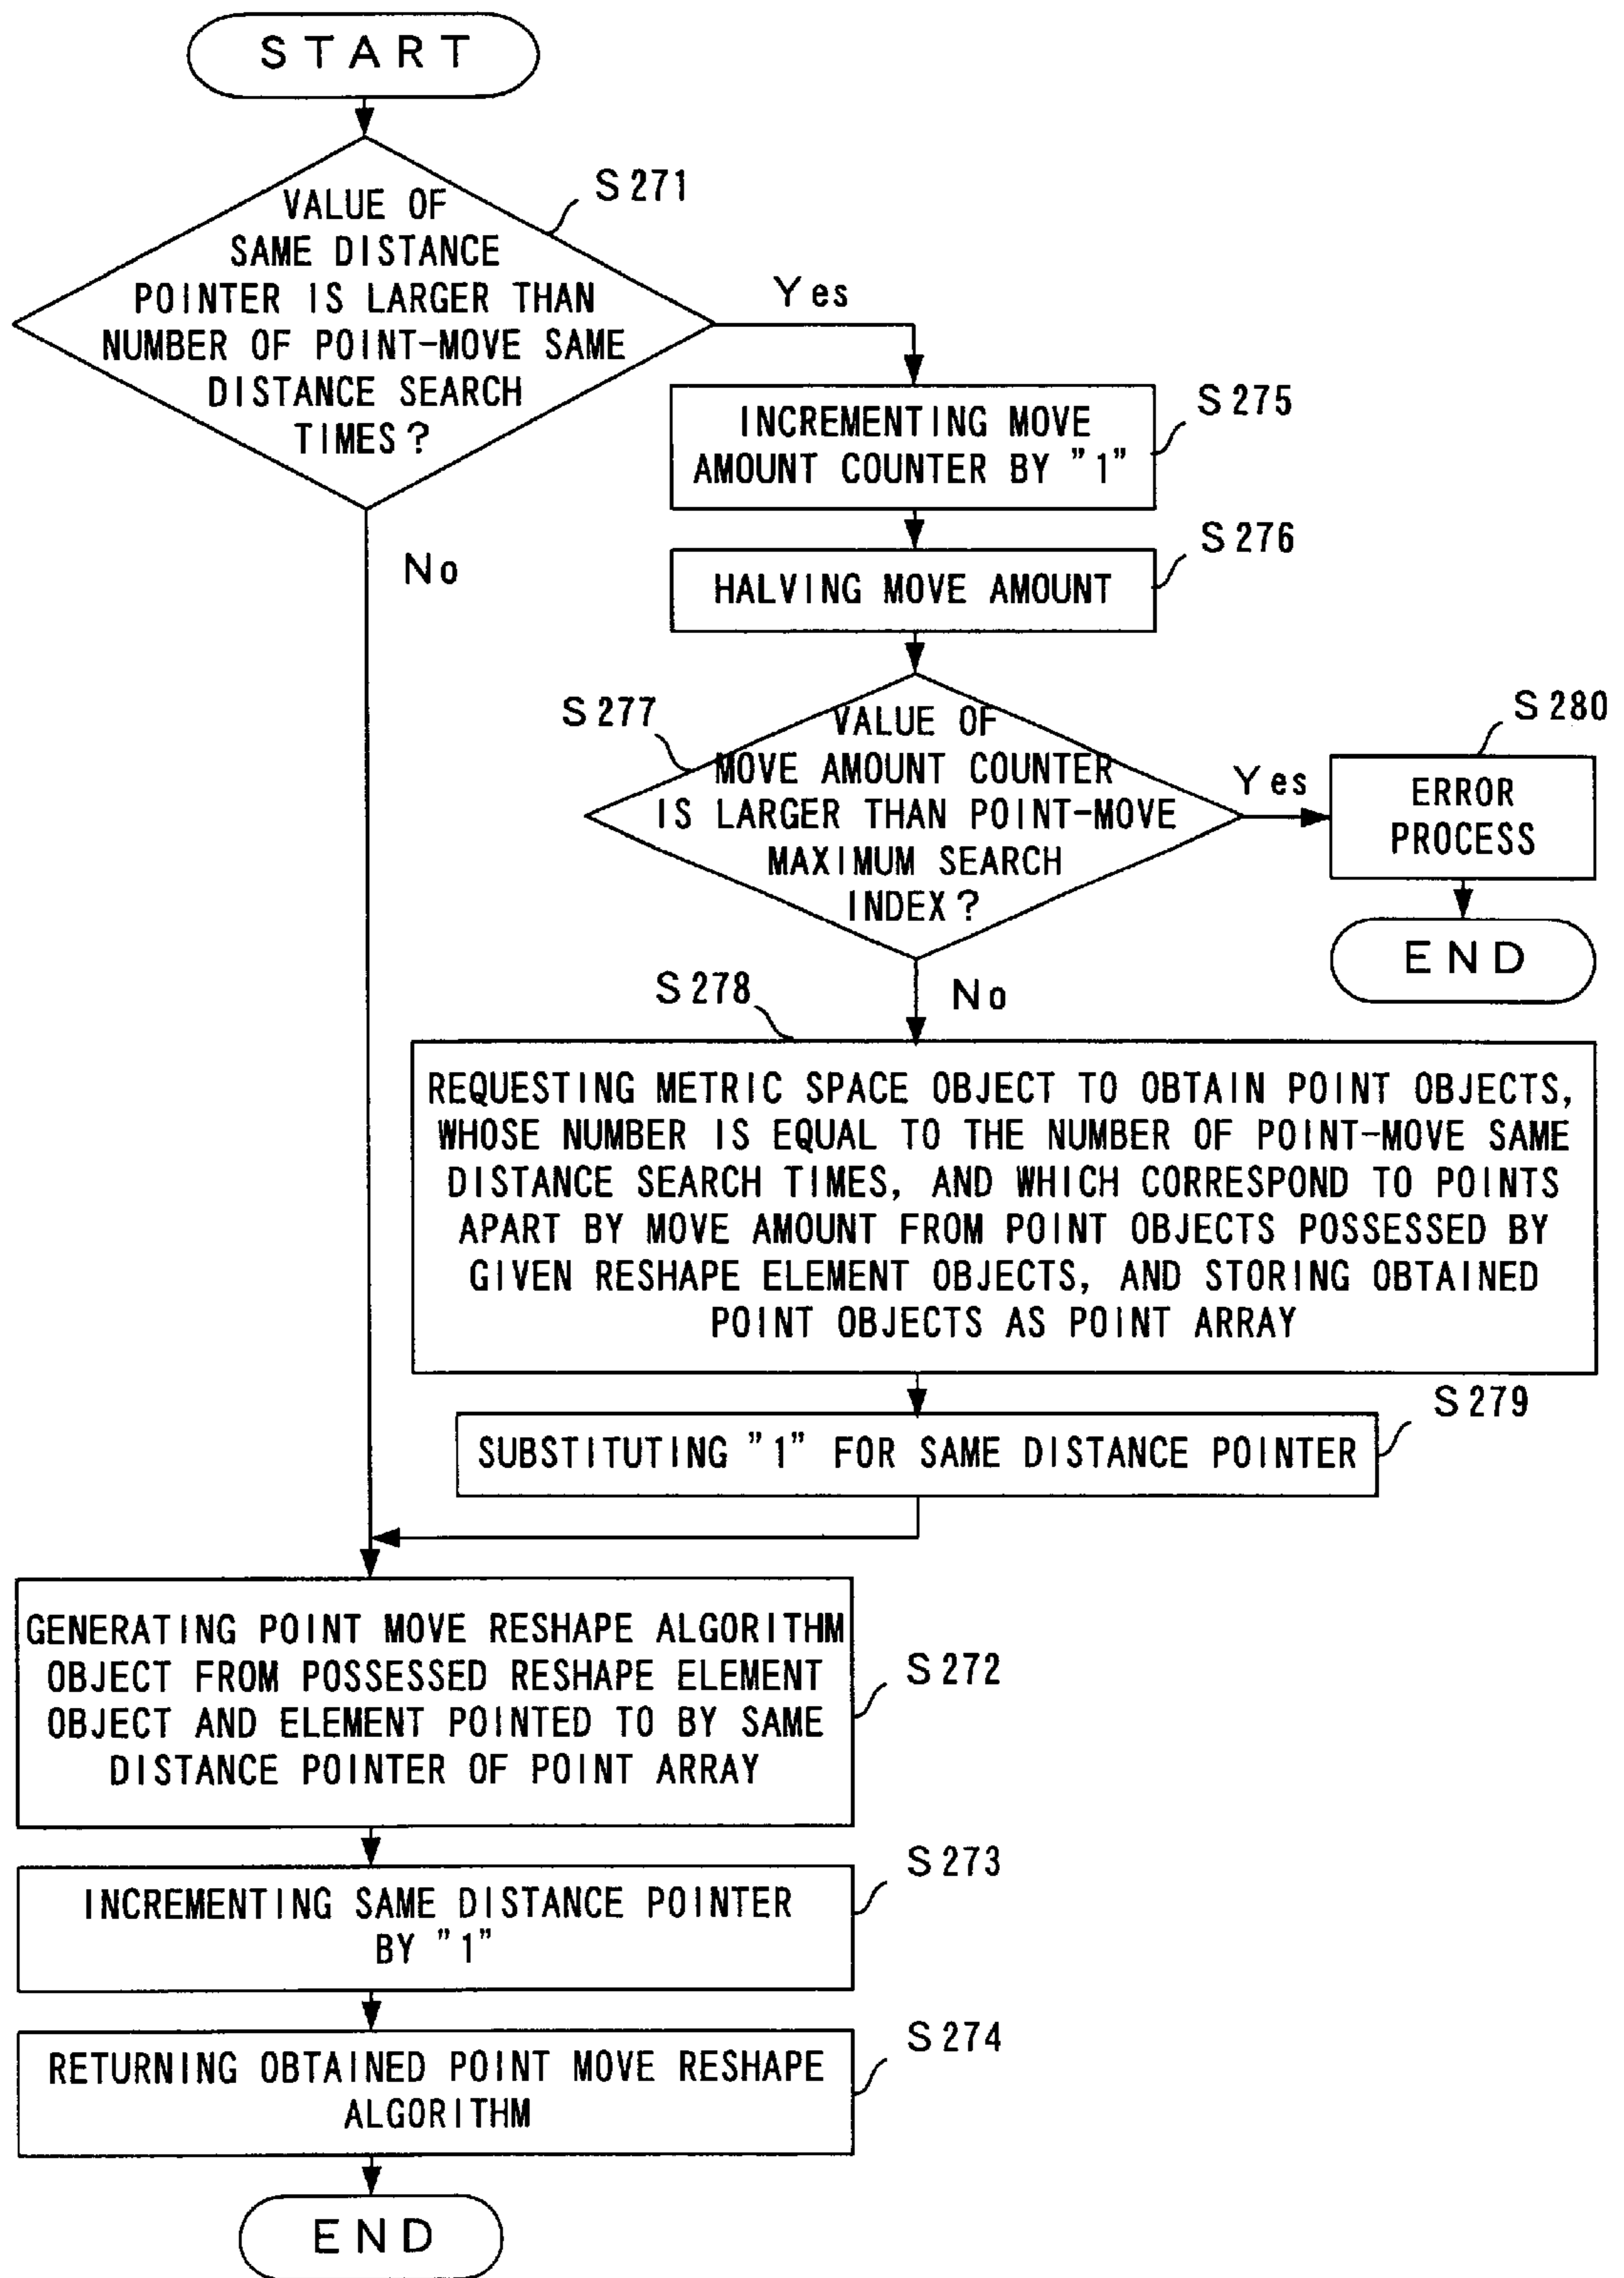 START
S271
VALUE OF
SAME DISTANCE
POINTER IS LARGER THAN
NUMBER OF POINT-MOVE SAME
DISTANCE SEARCH
TIMES?
Yes
No
S275
INCREMENTING MOVE
AMOUNT COUNTER BY "1"
S276
HALVING MOVE AMOUNT
S277
VALUE OF
MOVE AMOUNT COUNTER
IS LARGER THAN POINT-MOVE
MAXIMUM SEARCH
INDEX?
Yes
S280
ERROR
PROCESS
END
No
S278
REQUESTING METRIC SPACE OBJECT TO OBTAIN POINT OBJECTS,
WHOSE NUMBER IS EQUAL TO THE NUMBER OF POINT-MOVE SAME
DISTANCE SEARCH TIMES, AND WHICH CORRESPOND TO POINTS
APART BY MOVE AMOUNT FROM POINT OBJECTS POSSESSED BY
GIVEN RESHAPE ELEMENT OBJECTS, AND STORING OBTAINED
POINT OBJECTS AS POINT ARRAY
S279
SUBSTITUTING "1" FOR SAME DISTANCE POINTER
GENERATING POINT MOVE RESHAPE ALGORITHM
OBJECT FROM POSSESSED RESHAPE ELEMENT
OBJECT AND ELEMENT POINTED TO BY SAME
DISTANCE POINTER OF POINT ARRAY
S272
INCREMENTING SAME DISTANCE POINTER
BY "1"
S273
RETURNING OBTAINED POINT MOVE RESHAPE
ALGORITHM
S274
END